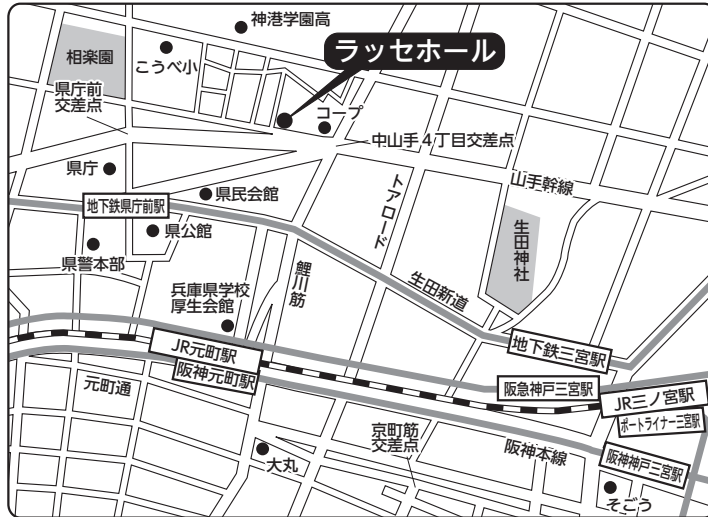 神港学園高
相楽園
こうべ小
ラッセホール
コープ
県庁前
交差点
中山手4丁目交差点
県庁
県民会館
山手幹線
トアロード
地下鉄県庁前駅
県公館
生田神社
県警本部
鯉川筋
生田新道
兵庫県学校
厚生会館
地下鉄三宮駅
JR元町駅
阪神元町駅
阪急神戸三宮駅
JR三ノ宮駅
元町通
ポートライナー三宮駅
京町筋
交差点
阪神本線
大丸
阪神神戸三宮駅
そごう